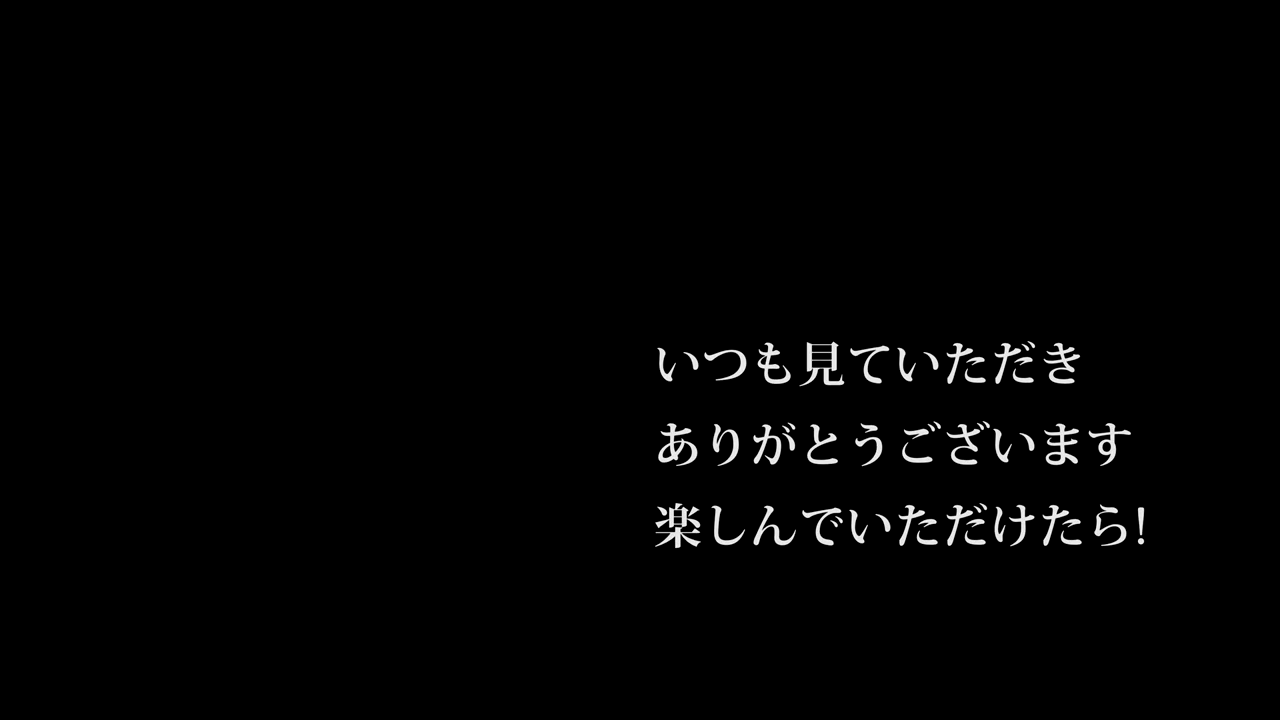 いつも見ていただき
ありがとうございます
楽しんでいただけたら!